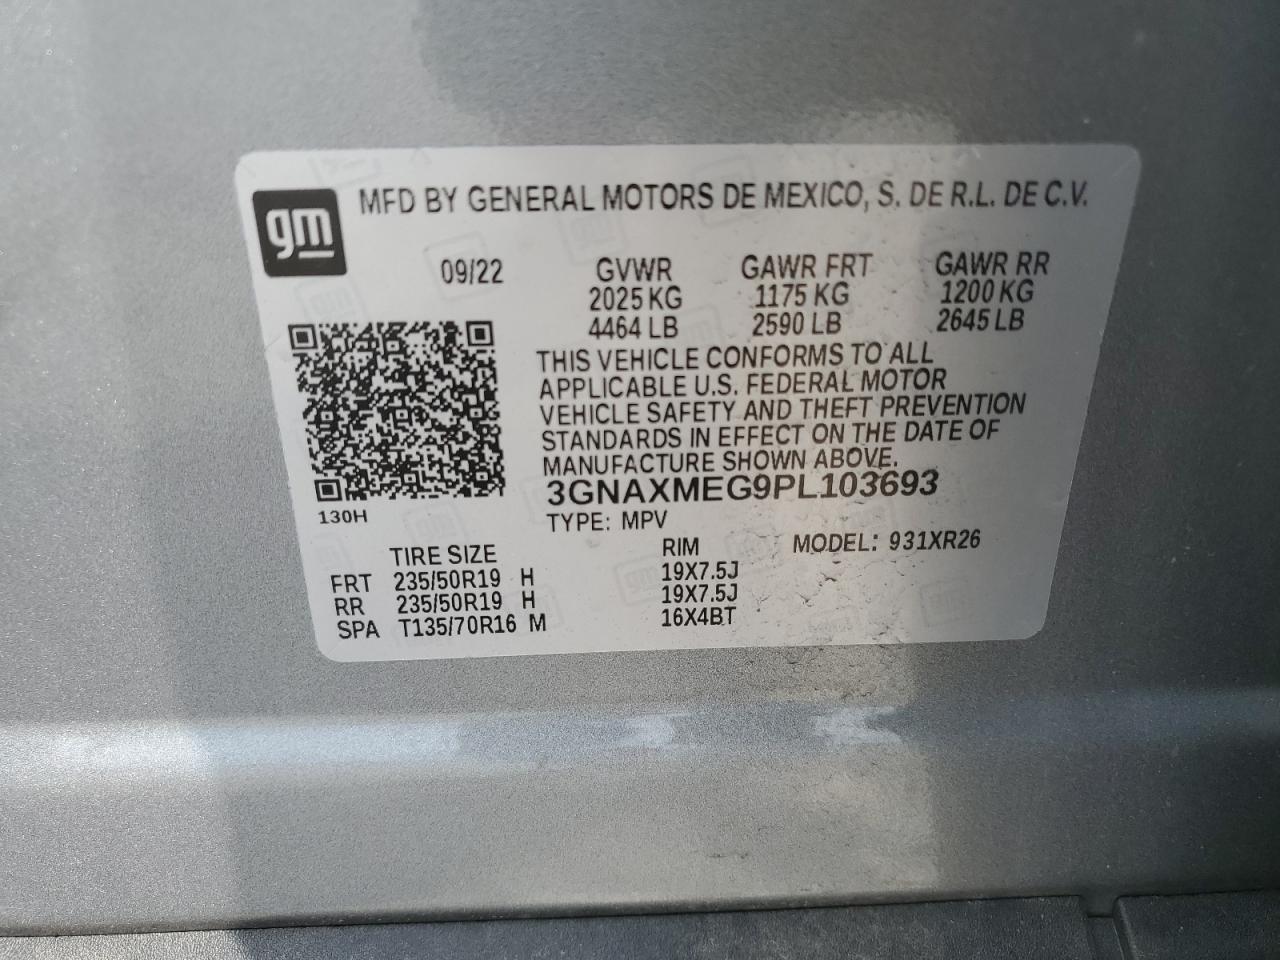 gm
MFD BY GENERAL MOTORS DE MEXICO, S. DE R.L. DE C.V.
09/22 GVWR GAWR FRT GAWR RR
2025 KG 1175 KG 1200 KG
4464 LB 2590 LB 2645 LB
THIS VEHICLE CONFORMS TO ALL
APPLICABLE U.S. FEDERAL MOTOR
VEHICLE SAFETY AND THEFT PREVENTION
STANDARDS IN EFFECT ON THE DATE OF
MANUFACTURE SHOWN ABOVE.
3GNAXMEG9PL103693
130H
TYPE: MPV
TIRE SIZE RIM MODEL: 931XR26
FRT 235/50R19 H 19X7.5J
RR 235/50R19 H 19X7.5J
SPA T135/70R16 M 16X4BT